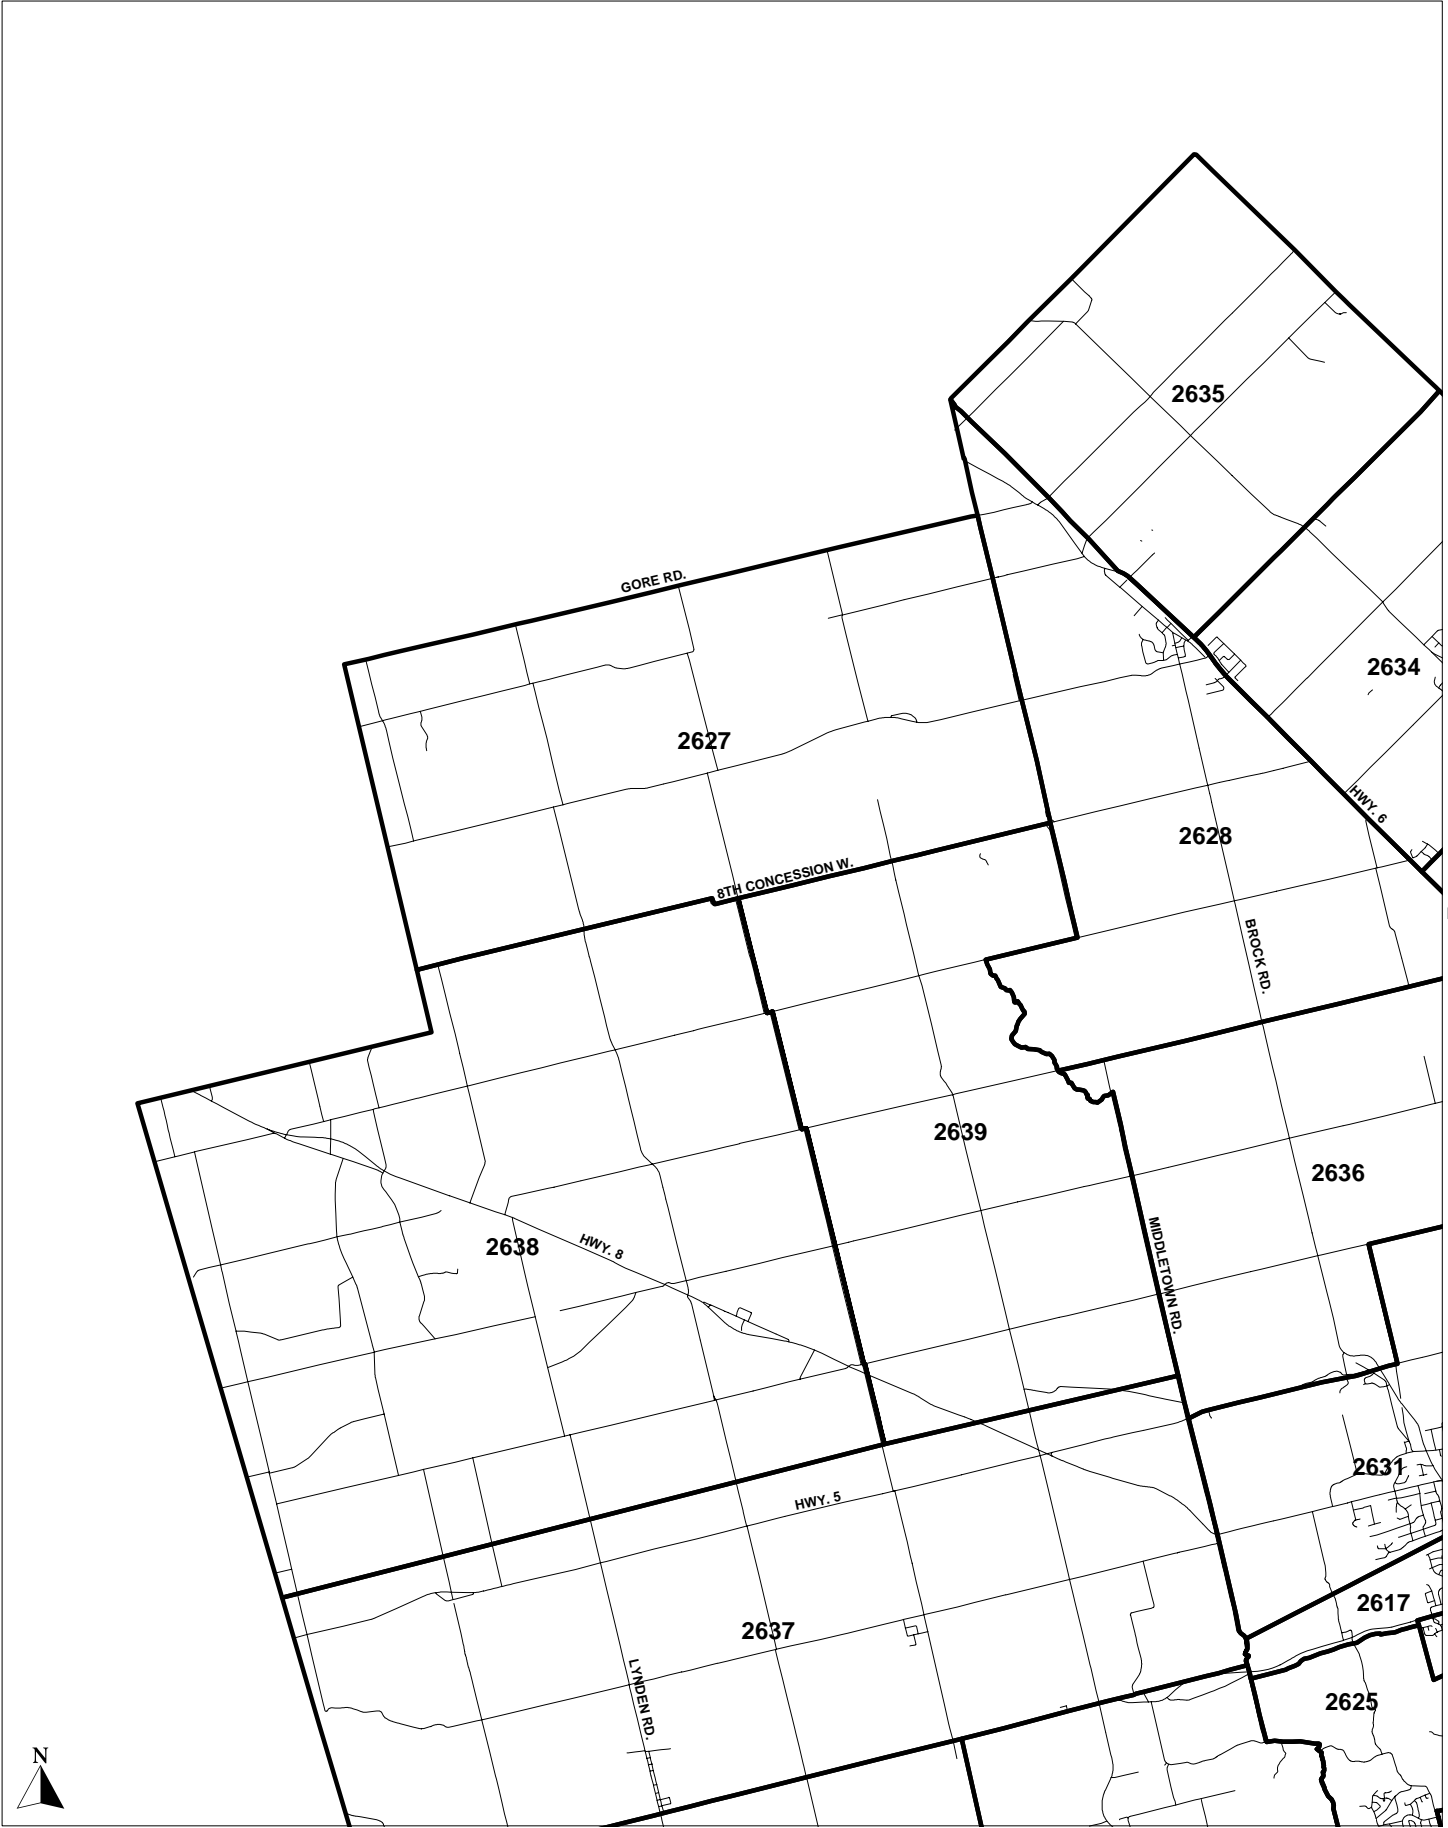 2635
GORE RD.
2634
2627
HWY. 6
2628
8TH CONCESSION W.
BROCK RD.
2639
2636
2638
HWY. 8
MIDDLETOWN RD.
2631
HWY. 5
2617
2637
LYNDEN RD.
2625
N